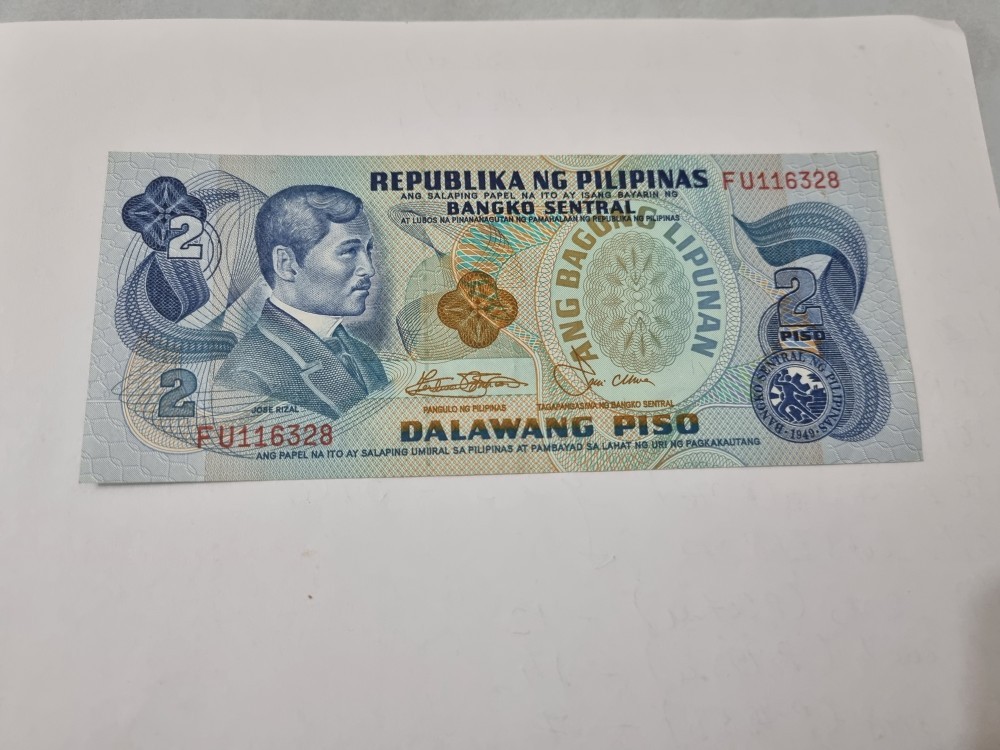 REPUBLIKA NG PILIPINAS
FU116328
ANG SALAPING PAPEL NA ITO AY ISANG BAYARIN NG
BANGKO SENTRAL
AT LUBOS NA PINANANAGUTAN NG PAMAHALAAN NG REPUBLIKA NG PILIPINAS
2
ANG BAGONG LIPUNAN
2
PISO
2
BANGKO SENTRAL NG PILIPINAS
-1949-
JOSE RIZAL
PANGULO NG PILIPINAS
TAGAPANGASIWA NG BANGKO SENTRAL
FU116328
DALAWANG PISO
ANG PAPEL NA ITO AY SALAPING UMIIRAL SA PILIPINAS AT PAMBAYAD SA LAHAT NG URI NG PAGKAKAUTANG